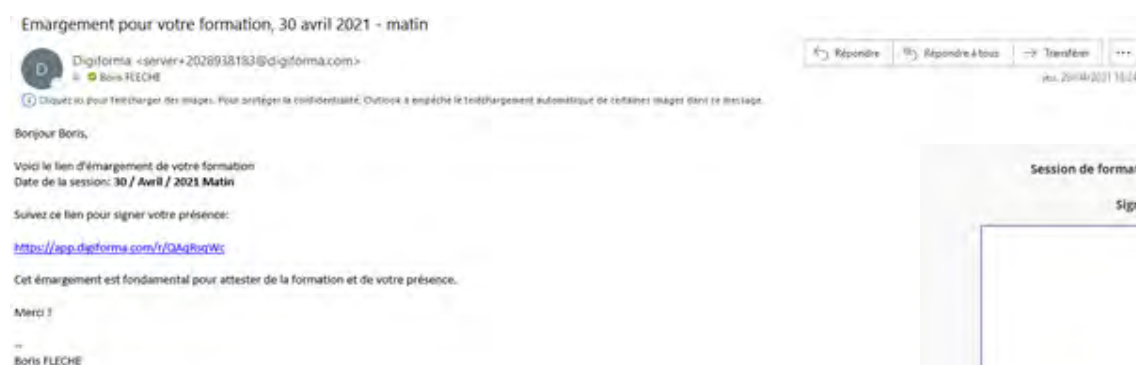 Emargement pour votre formation, 30 avril 2021 - matin
D
Digiforma <server+2028938183@digiforma.com>
Boris FLECHE
Répondre
Répondre à tous
Transférer
...
Cliquez ici pour télécharger des images. Pour protéger la confidentialité, Outlook a empêché le téléchargement automatique de certaines images dans ce message.
Bonjour Boris,
Voici le lien d'émargement de votre formation
Date de la session: 30 / Avril / 2021 Matin
Suivez ce lien pour signer votre présence:
https://app.digiforma.com/r/QAqRsqWc
Cet émargement est fondamental pour attester de la formation et de votre présence.
Merci !
--
Boris FLECHE
Session de format
Sign